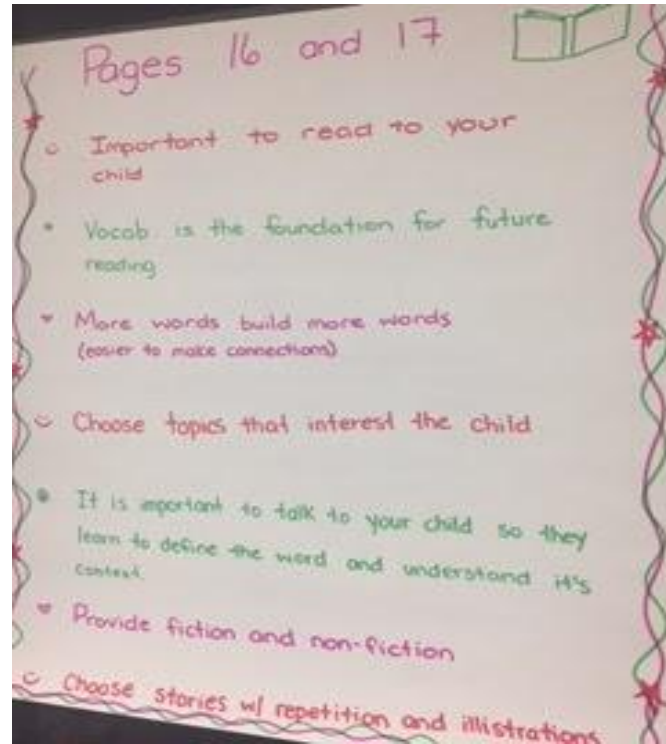 Pages 16 and 17
Important to read to your
child
Vocab is the foundation for future
reading
More words build more words
(easier to make connections)
Choose topics that interest the child
It is important to talk to your child so they
learn to define the word and understand it's
context
Provide fiction and non-fiction
Choose stories w/ repetition and illistrations